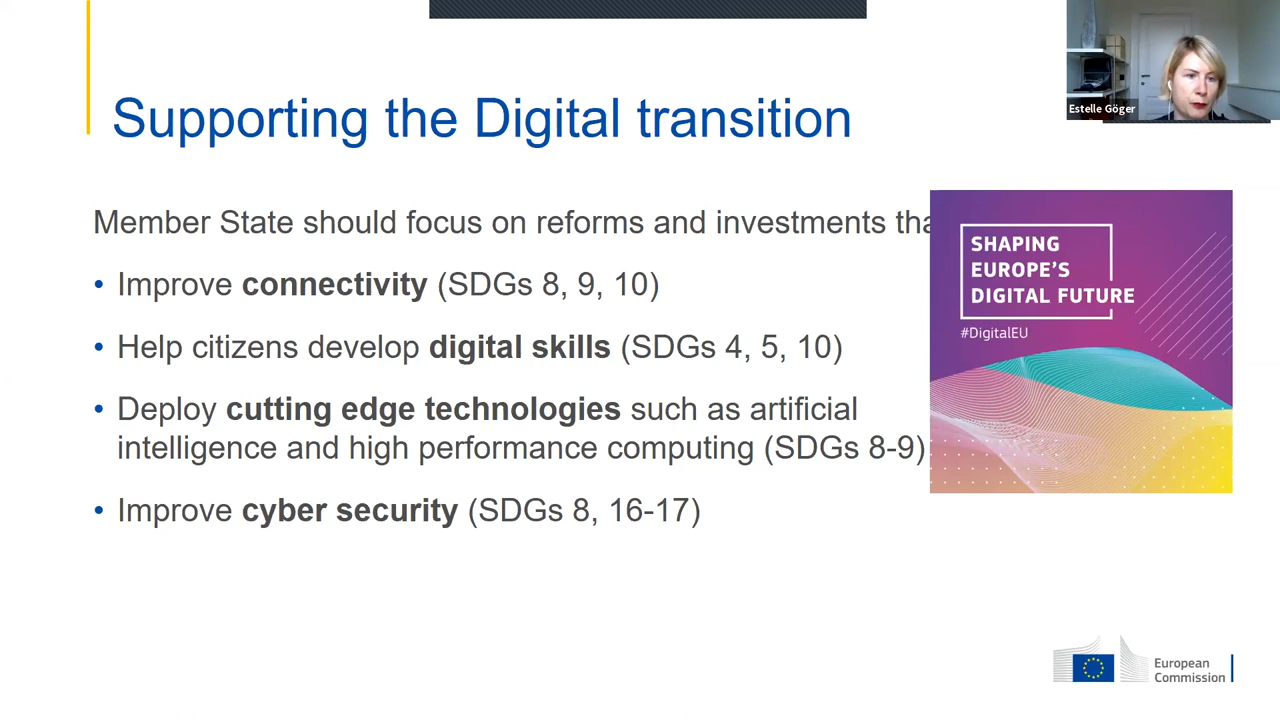 Supporting the Digital transition
Estelle Göger
Member State should focus on reforms and investments tha
• Improve connectivity (SDGs 8, 9, 10)
• Help citizens develop digital skills (SDGs 4, 5, 10)
• Deploy cutting edge technologies such as artificial
intelligence and high performance computing (SDGs 8-9)
• Improve cyber security (SDGs 8, 16-17)
SHAPING
EUROPE'S
DIGITAL FUTURE
#DigitalEU
European
Commission